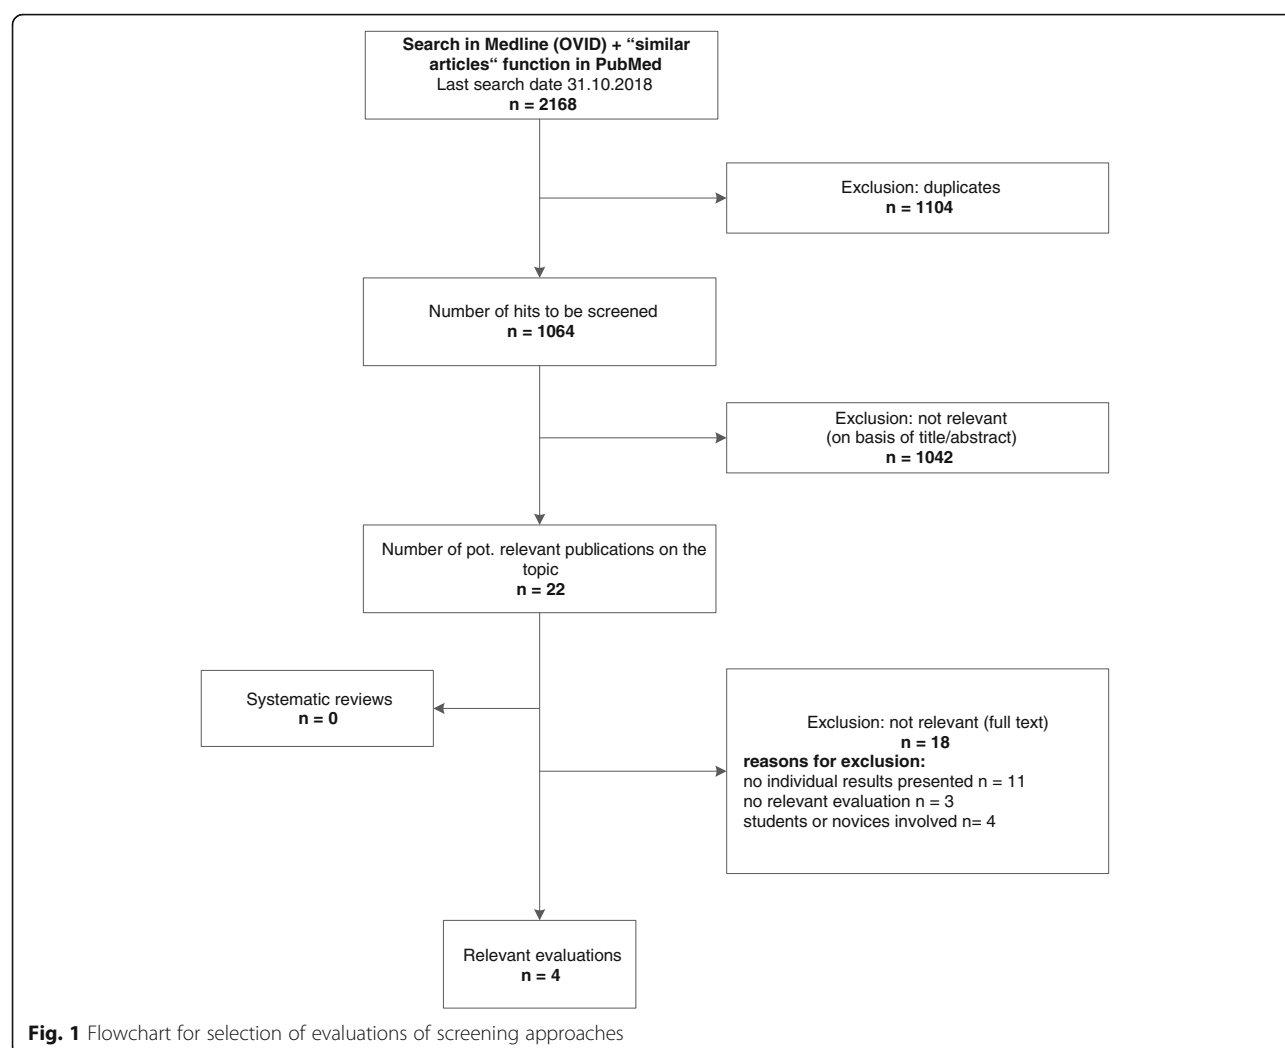 Search in Medline (OVID) + “similar
articles“ function in PubMed
Last search date 31.10.2018
n = 2168
Exclusion: duplicates
n = 1104
Number of hits to be screened
n = 1064
Exclusion: not relevant
(on basis of title/abstract)
n = 1042
Number of pot. relevant publications on the
topic
n = 22
Systematic reviews
n = 0
Exclusion: not relevant (full text)
n = 18
reasons for exclusion:
no individual results presented n = 11
no relevant evaluation n = 3
students or novices involved n= 4
Relevant evaluations
n = 4
Fig. 1 Flowchart for selection of evaluations of screening approaches